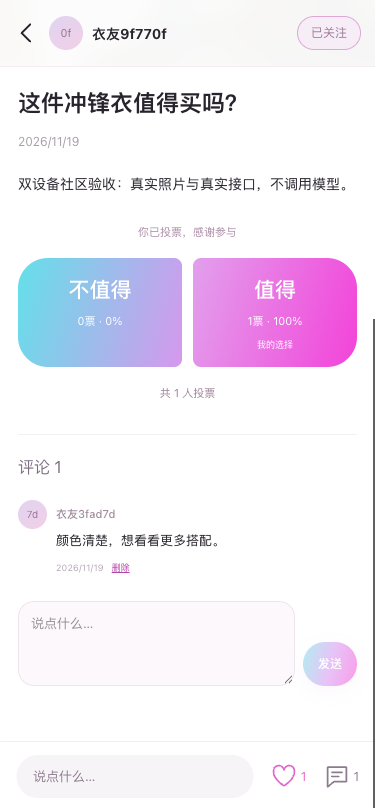 0f
衣友9f770f
已关注
这件冲锋衣值得买吗?
2026/11/19
双设备社区验收：真实照片与真实接口，不调用模型。
你已投票，感谢参与
不值得
0票 · 0%
值得
1票 · 100%
我的选择
共 1 人投票
评论 1
7d
衣友3fad7d
颜色清楚，想看看更多搭配。
2026/11/19 删除
说点什么...
发送
说点什么...
1
1